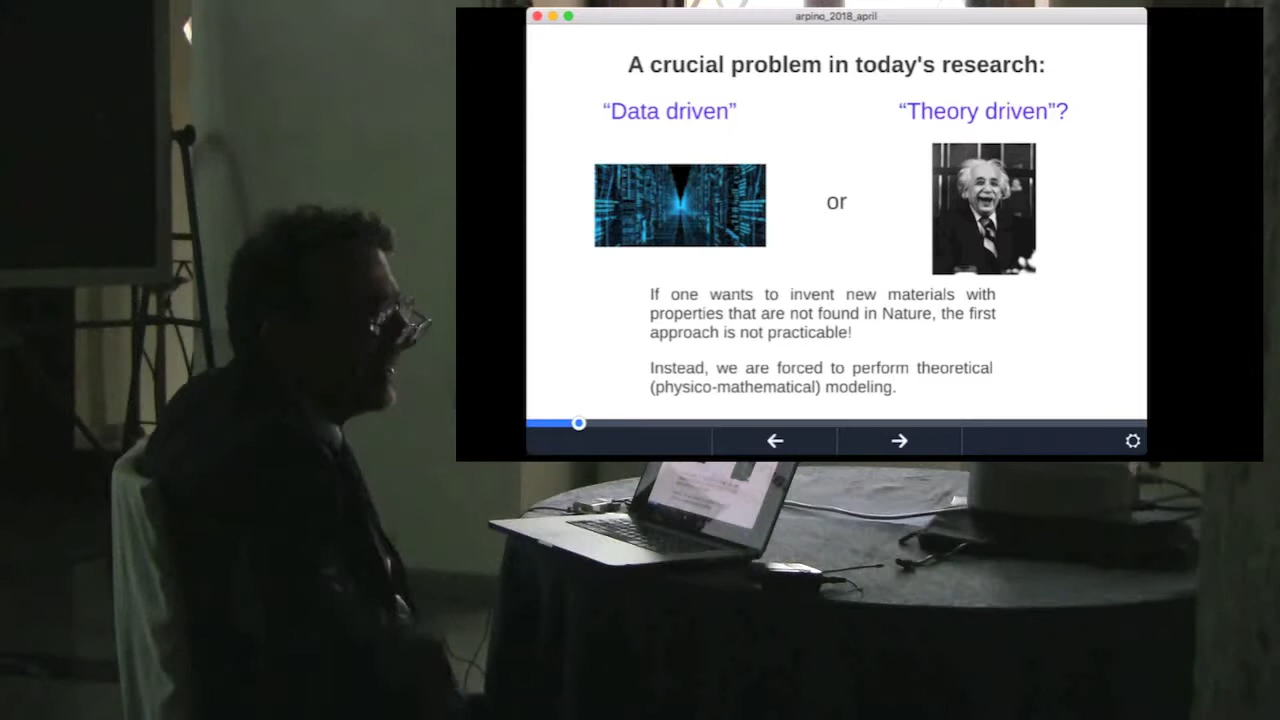 arpino_2018_april
A crucial problem in today's research:
“Data driven”
“Theory driven”?
or
If one wants to invent new materials with
properties that are not found in Nature, the first
approach is not practicable!
Instead, we are forced to perform theoretical
(physico-mathematical) modeling.